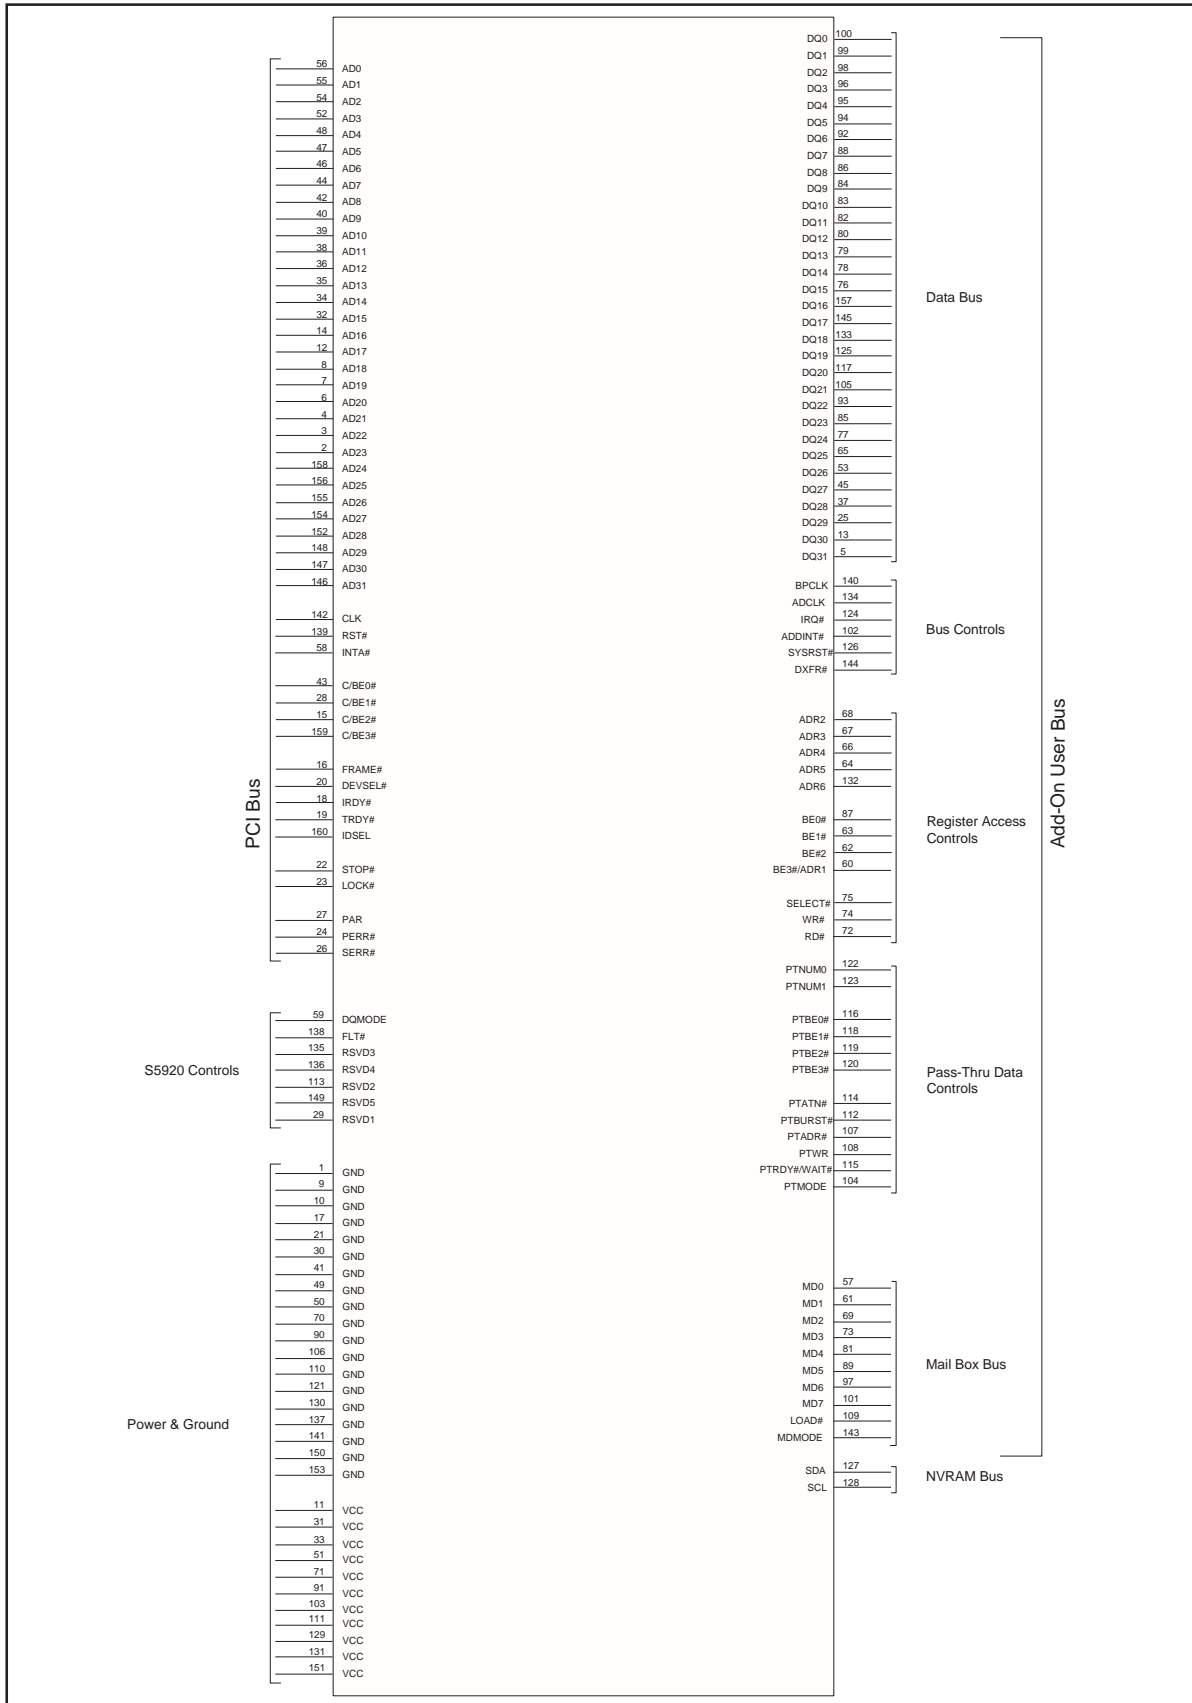 56 AD0
55 AD1
54 AD2
52 AD3
48 AD4
47 AD5
46 AD6
44 AD7
42 AD8
40 AD9
39 AD10
38 AD11
36 AD12
35 AD13
34 AD14
32 AD15
14 AD16
12 AD17
8 AD18
7 AD19
6 AD20
4 AD21
3 AD22
2 AD23
158 AD24
156 AD25
155 AD26
154 AD27
152 AD28
148 AD29
147 AD30
146 AD31
142 CLK
139 RST#
58 INTA#
43 C/BE0#
28 C/BE1#
15 C/BE2#
159 C/BE3#
16 FRAME#
20 DEVSEL#
18 IRDY#
19 TRDY#
160 IDSEL
22 STOP#
23 LOCK#
27 PAR
24 PERR#
26 SERR#
PCI Bus
59 DQMODE
138 FLT#
135 RSVD3
136 RSVD4
113 RSVD2
149 RSVD5
29 RSVD1
S5920 Controls
1 GND
9 GND
10 GND
17 GND
21 GND
30 GND
41 GND
49 GND
50 GND
70 GND
90 GND
106 GND
110 GND
121 GND
130 GND
137 GND
141 GND
150 GND
153 GND
11 VCC
31 VCC
33 VCC
51 VCC
71 VCC
91 VCC
103 VCC
111 VCC
129 VCC
131 VCC
151 VCC
Power & Ground
DQ0 100
DQ1 99
DQ2 98
DQ3 96
DQ4 95
DQ5 94
DQ6 92
DQ7 88
DQ8 86
DQ9 84
DQ10 83
DQ11 82
DQ12 80
DQ13 79
DQ14 78
DQ15 76
DQ16 157
DQ17 145
DQ18 133
DQ19 125
DQ20 117
DQ21 105
DQ22 93
DQ23 85
DQ24 77
DQ25 65
DQ26 53
DQ27 45
DQ28 37
DQ29 25
DQ30 13
DQ31 5
Data Bus
BPCLK 140
ADCLK 134
IRQ# 124
ADDINT# 102
SYSRST# 126
DXFR# 144
Bus Controls
ADR2 68
ADR3 67
ADR4 66
ADR5 64
ADR6 132
BE0# 87
BE1# 63
BE#2 62
BE3#/ADR1 60
SELECT# 75
WR# 74
RD# 72
Register Access
Controls
PTNUM0 122
PTNUM1 123
PTBE0# 116
PTBE1# 118
PTBE2# 119
PTBE3# 120
PTATN# 114
PTBURST# 112
PTADR# 107
PTWR 108
PTRDY#/WAIT# 115
PTMODE 104
Pass-Thru Data
Controls
MD0 57
MD1 61
MD2 69
MD3 73
MD4 81
MD5 89
MD6 97
MD7 101
LOAD# 109
MDMODE 143
Mail Box Bus
SDA 127
SCL 128
NVRAM Bus
Add-On User Bus